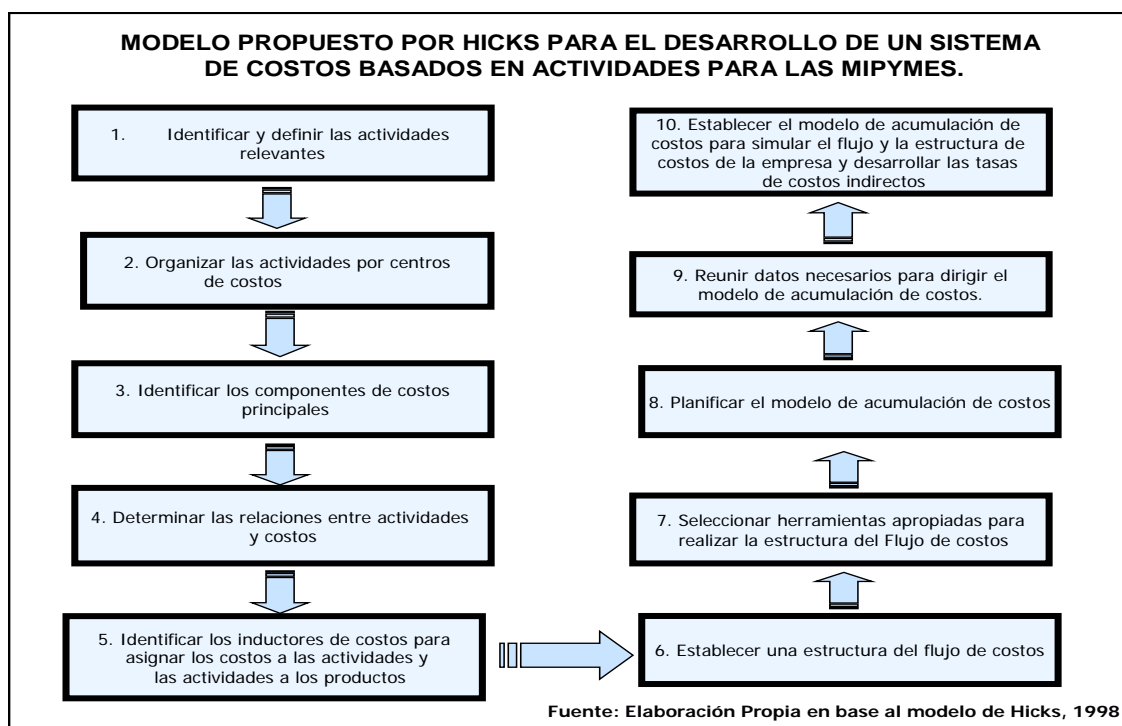 MODELO PROPUESTO POR HICKS PARA EL DESARROLLO DE UN SISTEMA
DE COSTOS BASADOS EN ACTIVIDADES PARA LAS MIPYMES.
1. Identificar y definir las actividades
relevantes
2. Organizar las actividades por centros
de costos
3. Identificar los componentes de costos
principales
4. Determinar las relaciones entre actividades
y costos
5. Identificar los inductores de costos para
asignar los costos a las actividades y
las actividades a los productos
6. Establecer una estructura del flujo de costos
7. Seleccionar herramientas apropiadas para
realizar la estructura del Flujo de costos
8. Planificar el modelo de acumulación de costos
9. Reunir datos necesarios para dirigir el
modelo de acumulación de costos.
10. Establecer el modelo de acumulación de
costos para simular el flujo y la estructura de
costos de la empresa y desarrollar las tasas
de costos indirectos
Fuente: Elaboración Propia en base al modelo de Hicks, 1998